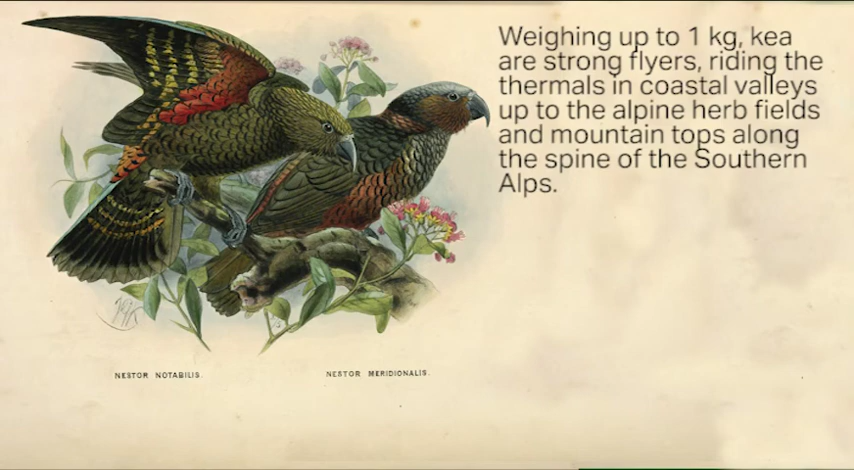 Weighing up to 1 kg, kea
are strong flyers, riding the
thermals in coastal valleys
up to the alpine herb fields
and mountain tops along
the spine of the Southern
Alps.
NESTOR NOTABILIS.
NESTOR MERIDIONALIS.